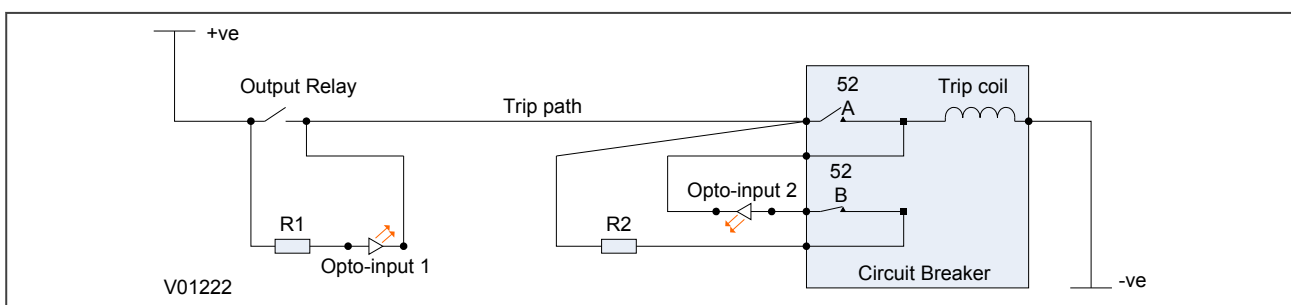 +ve
Output Relay
Trip path
52
A
Trip coil
52
B
Opto-input 2
R1
R2
Opto-input 1
Circuit Breaker
-ve
V01222